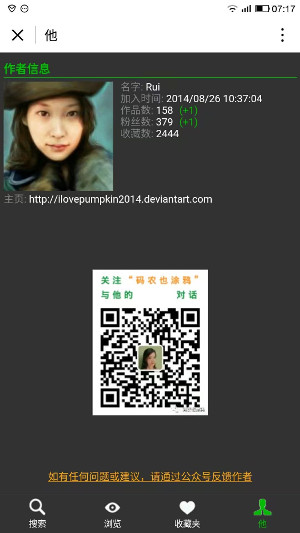 07:17
他
作者信息
名字: Rui
加入时间: 2014/08/26 10:37:04
作品数: 158 (+1)
粉丝数: 379 (+1)
收藏数: 2444
主页: http://ilovepumpkin2014.deviantart.com
关注“码农也涂鸦”
与他的 对话
如有任何问题或建议，请通过公众号反馈作者
搜索 浏览 收藏夹 他